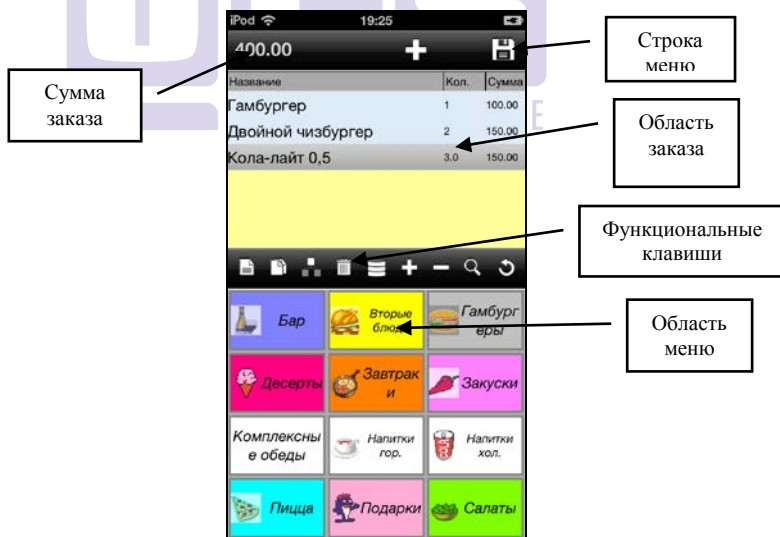 iPod 19:25
400.00
Название Кол. Сумма
Гамбургер 1 100.00
Двойной чизбургер 2 150.00
Кола-лайт 0,5 3.0 150.00
Бар
Вторые
блюда
Гамбург
еры
Десерты
Завтрак
и
Закуски
Комплексны
е обеды
Напитки
гор.
Напитки
хол.
Пицца
Подарки
Салаты
Сумма
заказа
Строка
меню
Область
заказа
Функциональные
клавиши
Область
меню